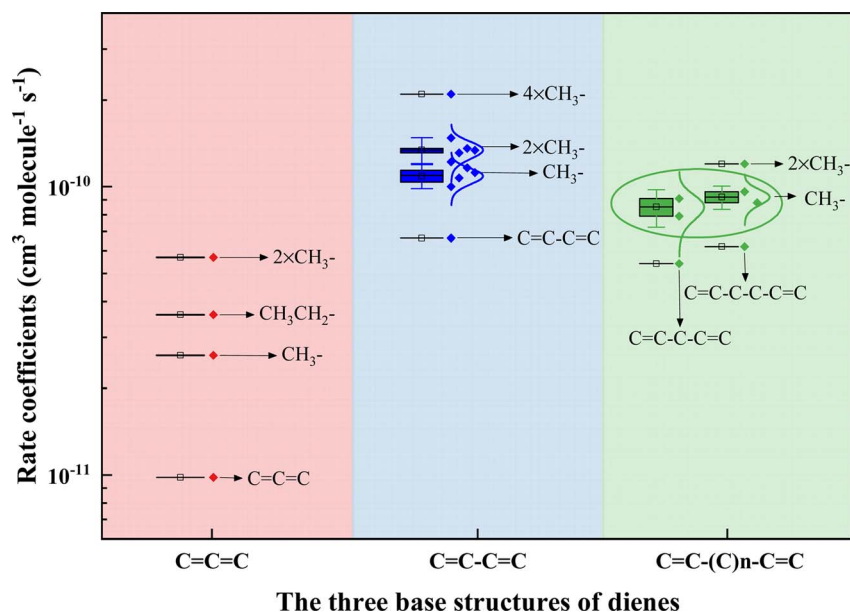 Rate coefficients (cm³ molecule⁻¹ s⁻¹)
10⁻¹⁰
10⁻¹¹
2×CH₃-
CH₃CH₂-
CH₃-
C=C=C
4×CH₃-
2×CH₃-
CH₃-
C=C-C=C
2×CH₃-
CH₃-
C=C-C-C-C=C
C=C-C-C=C
C=C=C
C=C-C=C
C=C-(C)n-C=C
The three base structures of dienes